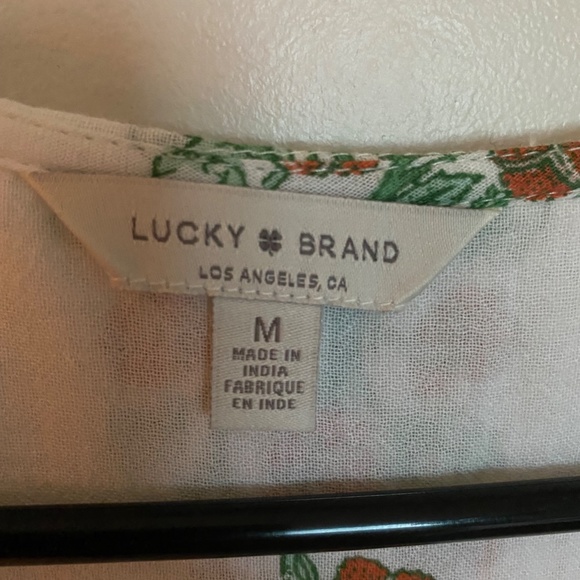 LUCKY BRAND
LOS ANGELES, CA
M
MADE IN
INDIA
FABRIQUE
EN INDE